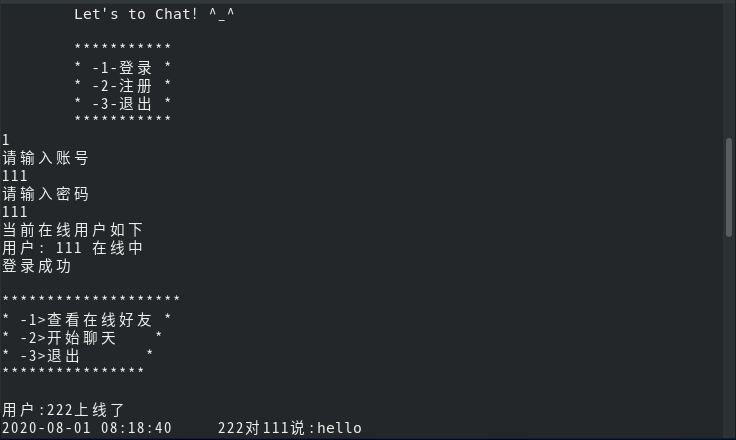 Let's to Chat! ^_^
***********
* -1-登录 *
* -2-注册 *
* -3-退出 *
***********
1
请输入账号
111
请输入密码
111
当前在线用户如下
用户: 111 在线中
登录成功
********************
* -1>查看在线好友 *
* -2>开始聊天    *
* -3>退出       *
****************
用户:222上线了
2020-08-01 08:18:40     222对111说:hello